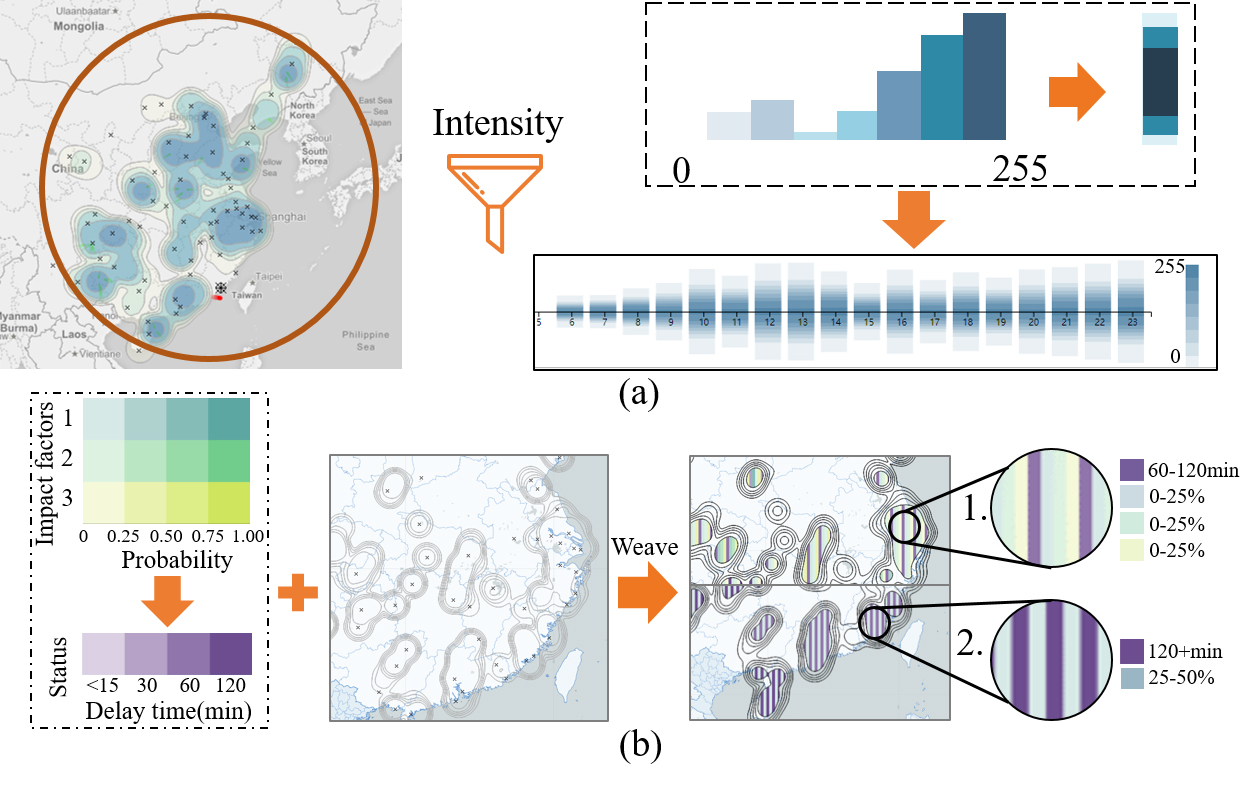 Ulaanbaatar
Mongolia
North
Korea
East Sea
— Sea
Japan
Seoul
South
Korea
Yellow
Sea
China
Shanghai
Taipei
Taiwan
Myanmar
(Burma)
Laos
Vientiane
Philippine
Sea
Intensity
0 255
255
5 6 7 8 9 10 11 12 13 14 15 16 17 18 19 20 21 22 23
0
(a)
Impact factors
1
2
3
0 0.25 0.50 0.75 1.00
Probability
Status
<15 30 60 120
Delay time(min)
Weave
1.
60-120min
0-25%
0-25%
0-25%
2.
120+min
25-50%
(b)